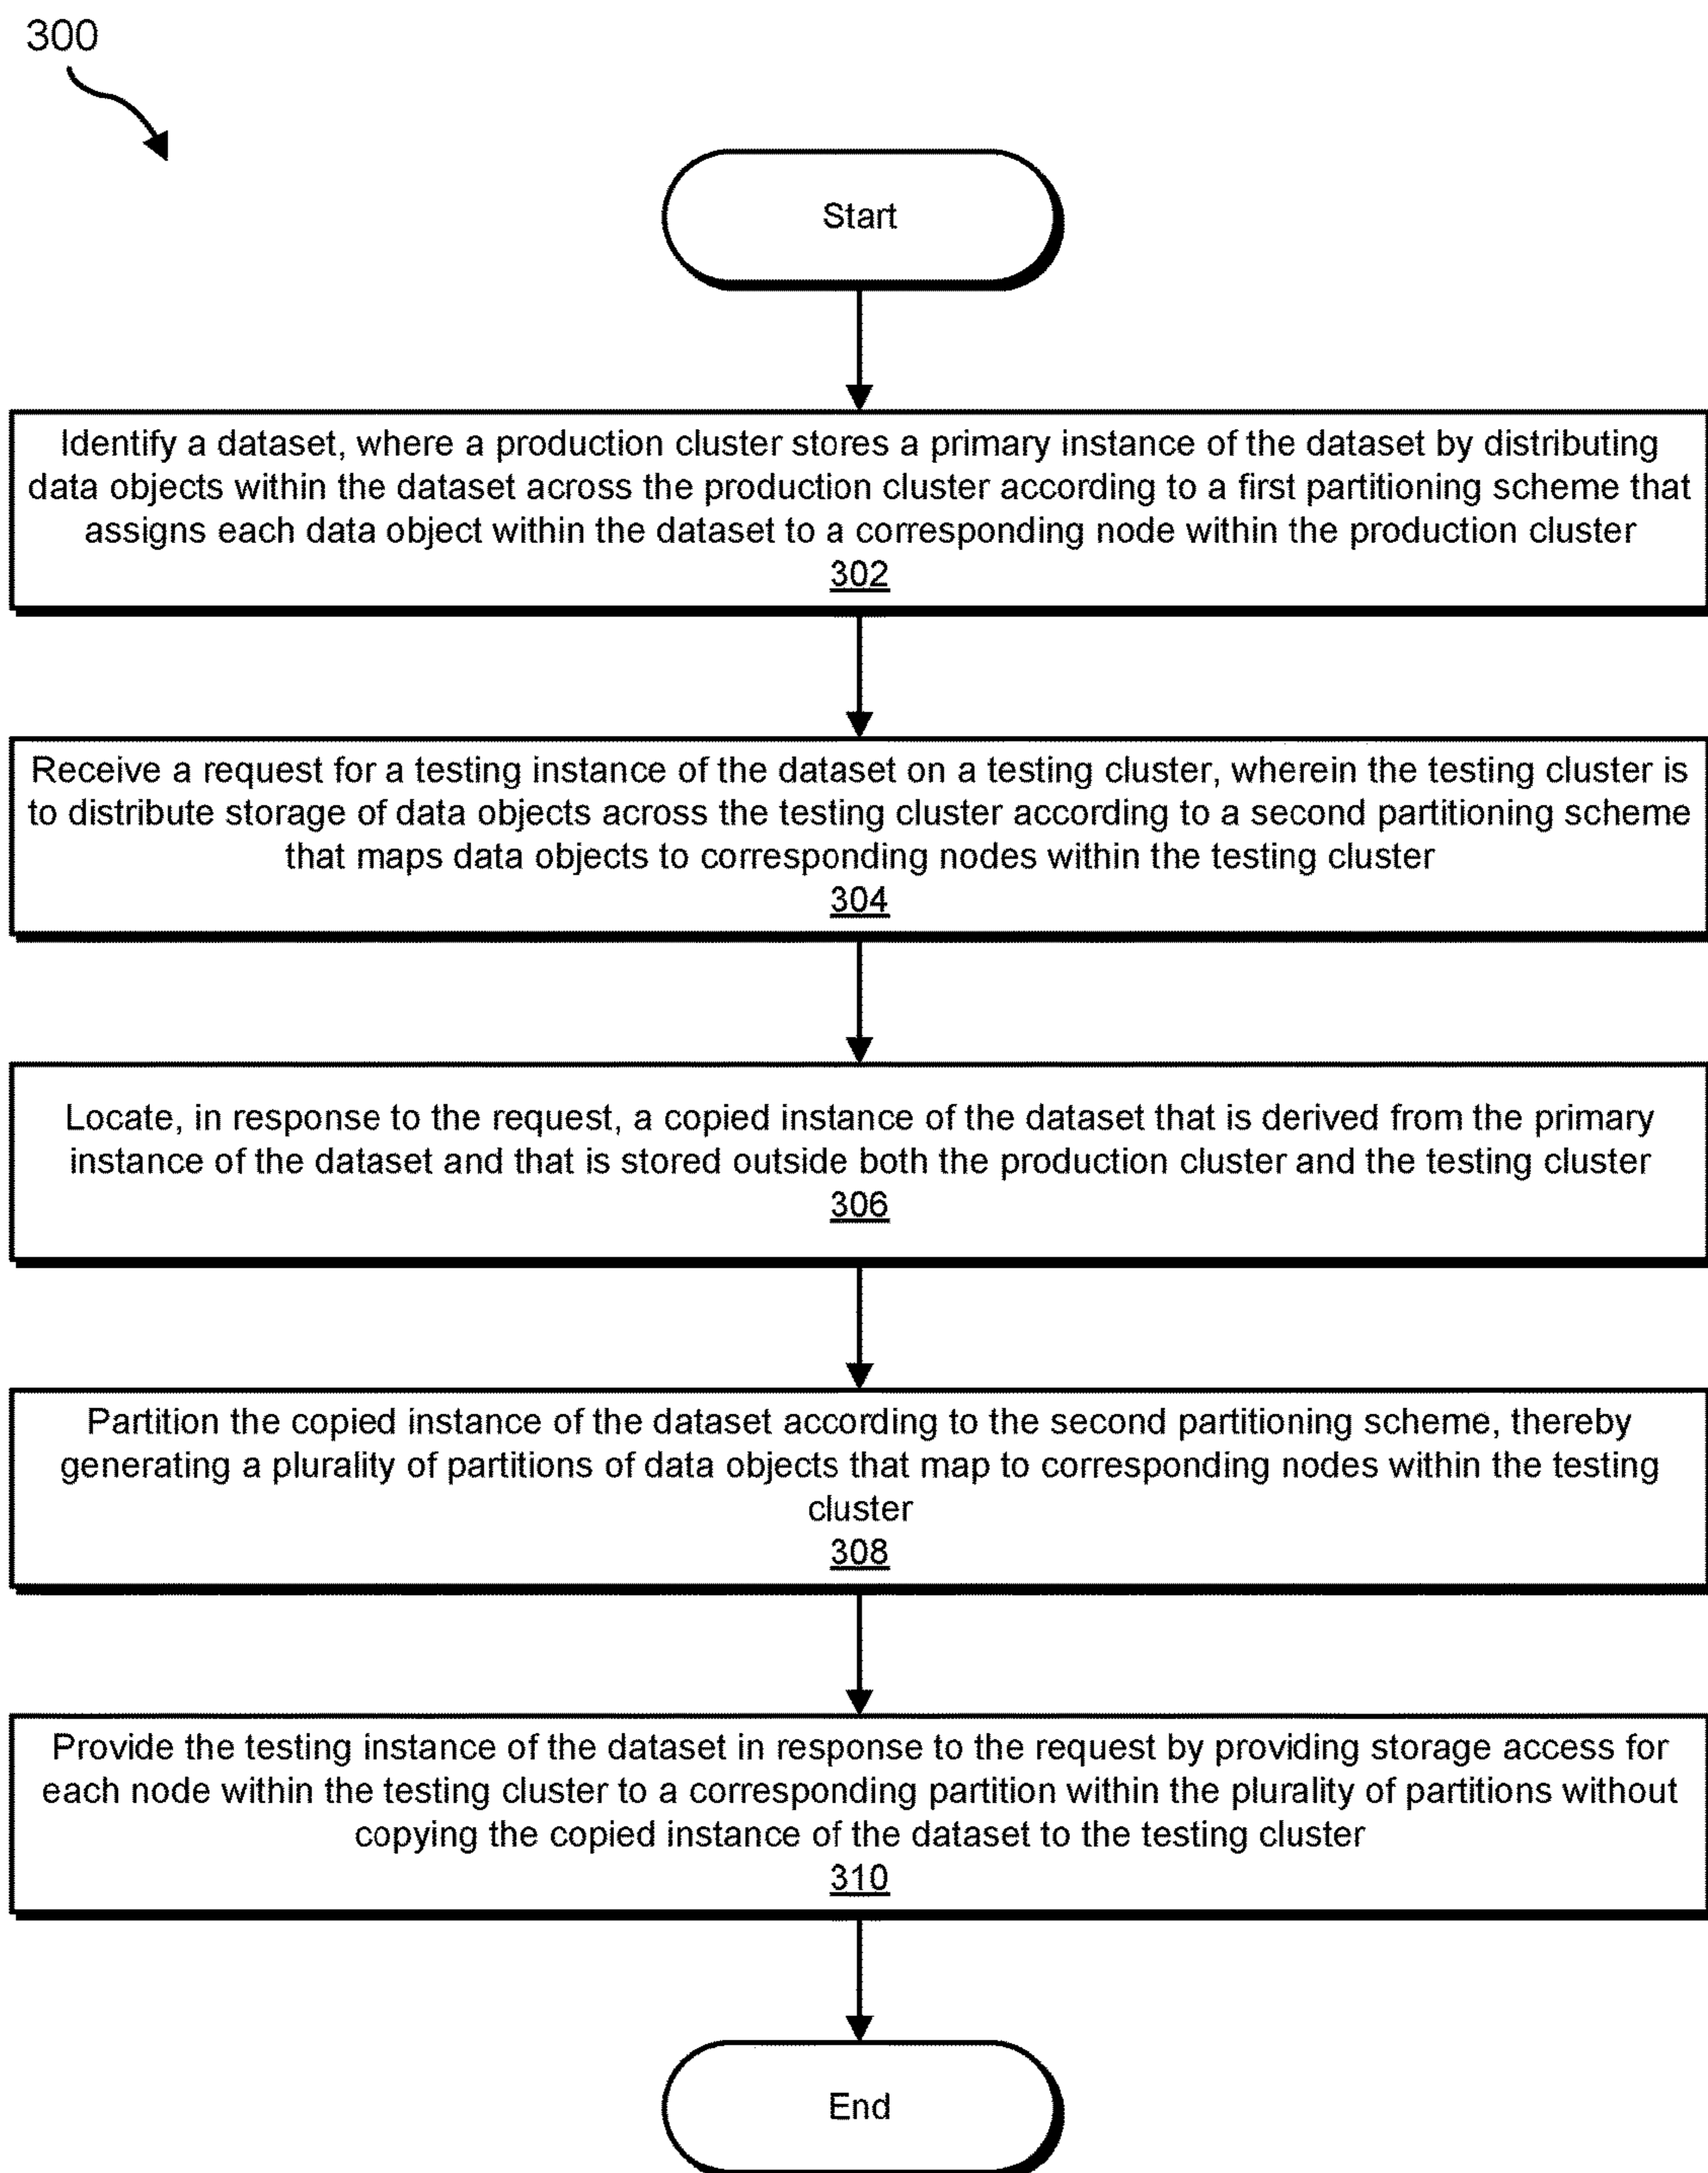 300
Start
Identify a dataset, where a production cluster stores a primary instance of the dataset by distributing
data objects within the dataset across the production cluster according to a first partitioning scheme that
assigns each data object within the dataset to a corresponding node within the production cluster
302
Receive a request for a testing instance of the dataset on a testing cluster, wherein the testing cluster is
to distribute storage of data objects across the testing cluster according to a second partitioning scheme
that maps data objects to corresponding nodes within the testing cluster
304
Locate, in response to the request, a copied instance of the dataset that is derived from the primary
instance of the dataset and that is stored outside both the production cluster and the testing cluster
306
Partition the copied instance of the dataset according to the second partitioning scheme, thereby
generating a plurality of partitions of data objects that map to corresponding nodes within the testing
cluster
308
Provide the testing instance of the dataset in response to the request by providing storage access for
each node within the testing cluster to a corresponding partition within the plurality of partitions without
copying the copied instance of the dataset to the testing cluster
310
End